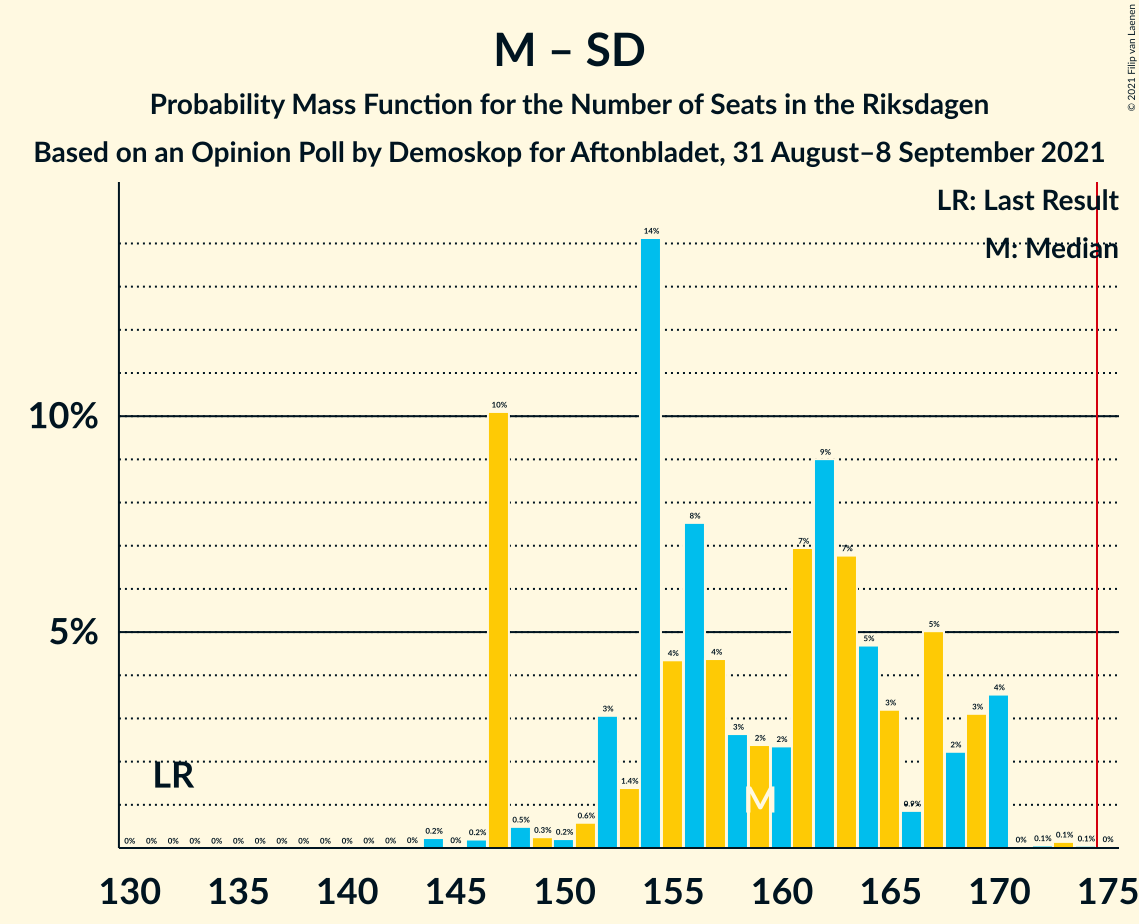 M – SD
Probability Mass Function for the Number of Seats in the Riksdagen
Based on an Opinion Poll by Demoskop for Aftonbladet, 31 August–8 September 2021
© 2021 Filip van Laenen
LR: Last Result
M: Median
10%
5%
LR
M
0% 0% 0% 0% 0% 0% 0% 0% 0% 0% 0% 0% 0% 0% 0.2% 0% 0.2% 10% 0.5% 0.3% 0.2% 0.6% 3% 1.4% 14% 4% 8% 4% 3% 2% 2% 7% 9% 7% 5% 3% 0.9% 5% 2% 3% 4% 0% 0.1% 0.1% 0.1% 0%
130 135 140 145 150 155 160 165 170 175